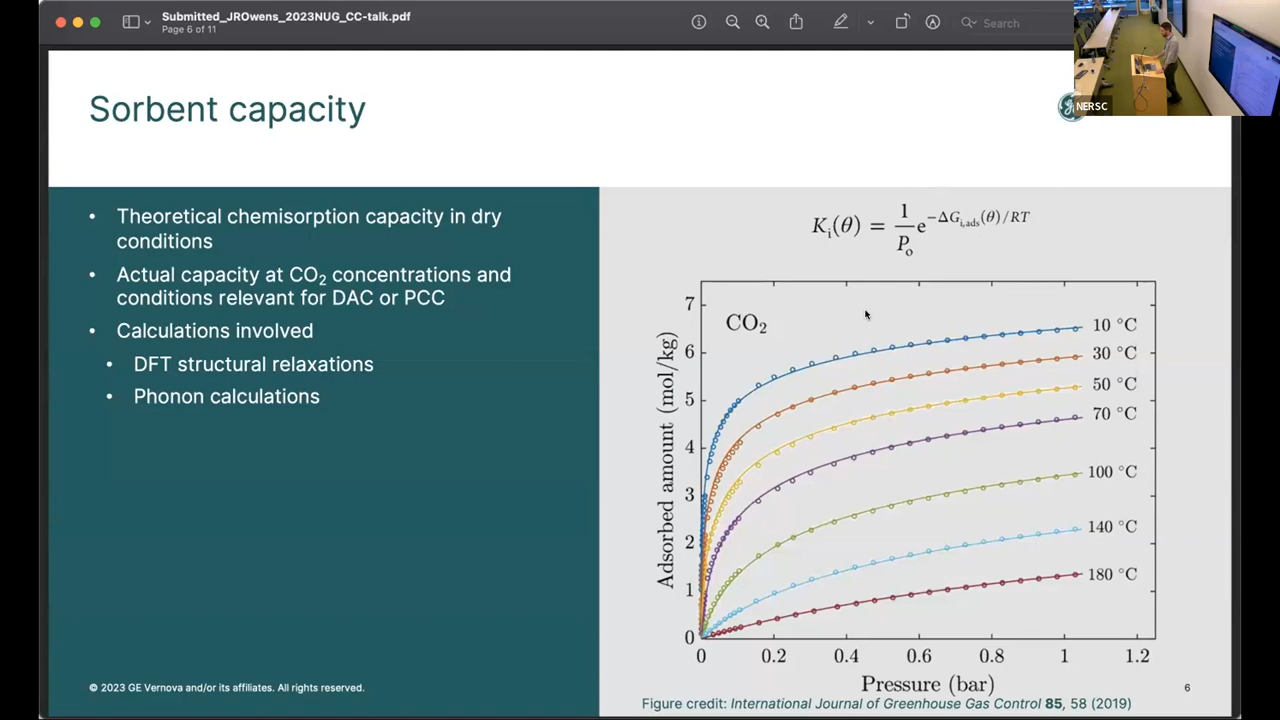 Submitted_JROwens_2023NUG_CC-talk.pdf
Page 6 of 11
Search
NERSC
Sorbent capacity
• Theoretical chemisorption capacity in dry
conditions
• Actual capacity at CO₂ concentrations and
conditions relevant for DAC or PCC
• Calculations involved
• DFT structural relaxations
• Phonon calculations
© 2023 GE Vernova and/or its affiliates. All rights reserved.
Kᵢ(θ) = 1/Pₒ e^(−ΔG_i,ads(θ)/RT)
CO₂
Adsorbed amount (mol/kg)
7
6
5
4
3
2
1
0
10 °C
30 °C
50 °C
70 °C
100 °C
140 °C
180 °C
0 0.2 0.4 0.6 0.8 1 1.2
Pressure (bar)
Figure credit: International Journal of Greenhouse Gas Control 85, 58 (2019)
6